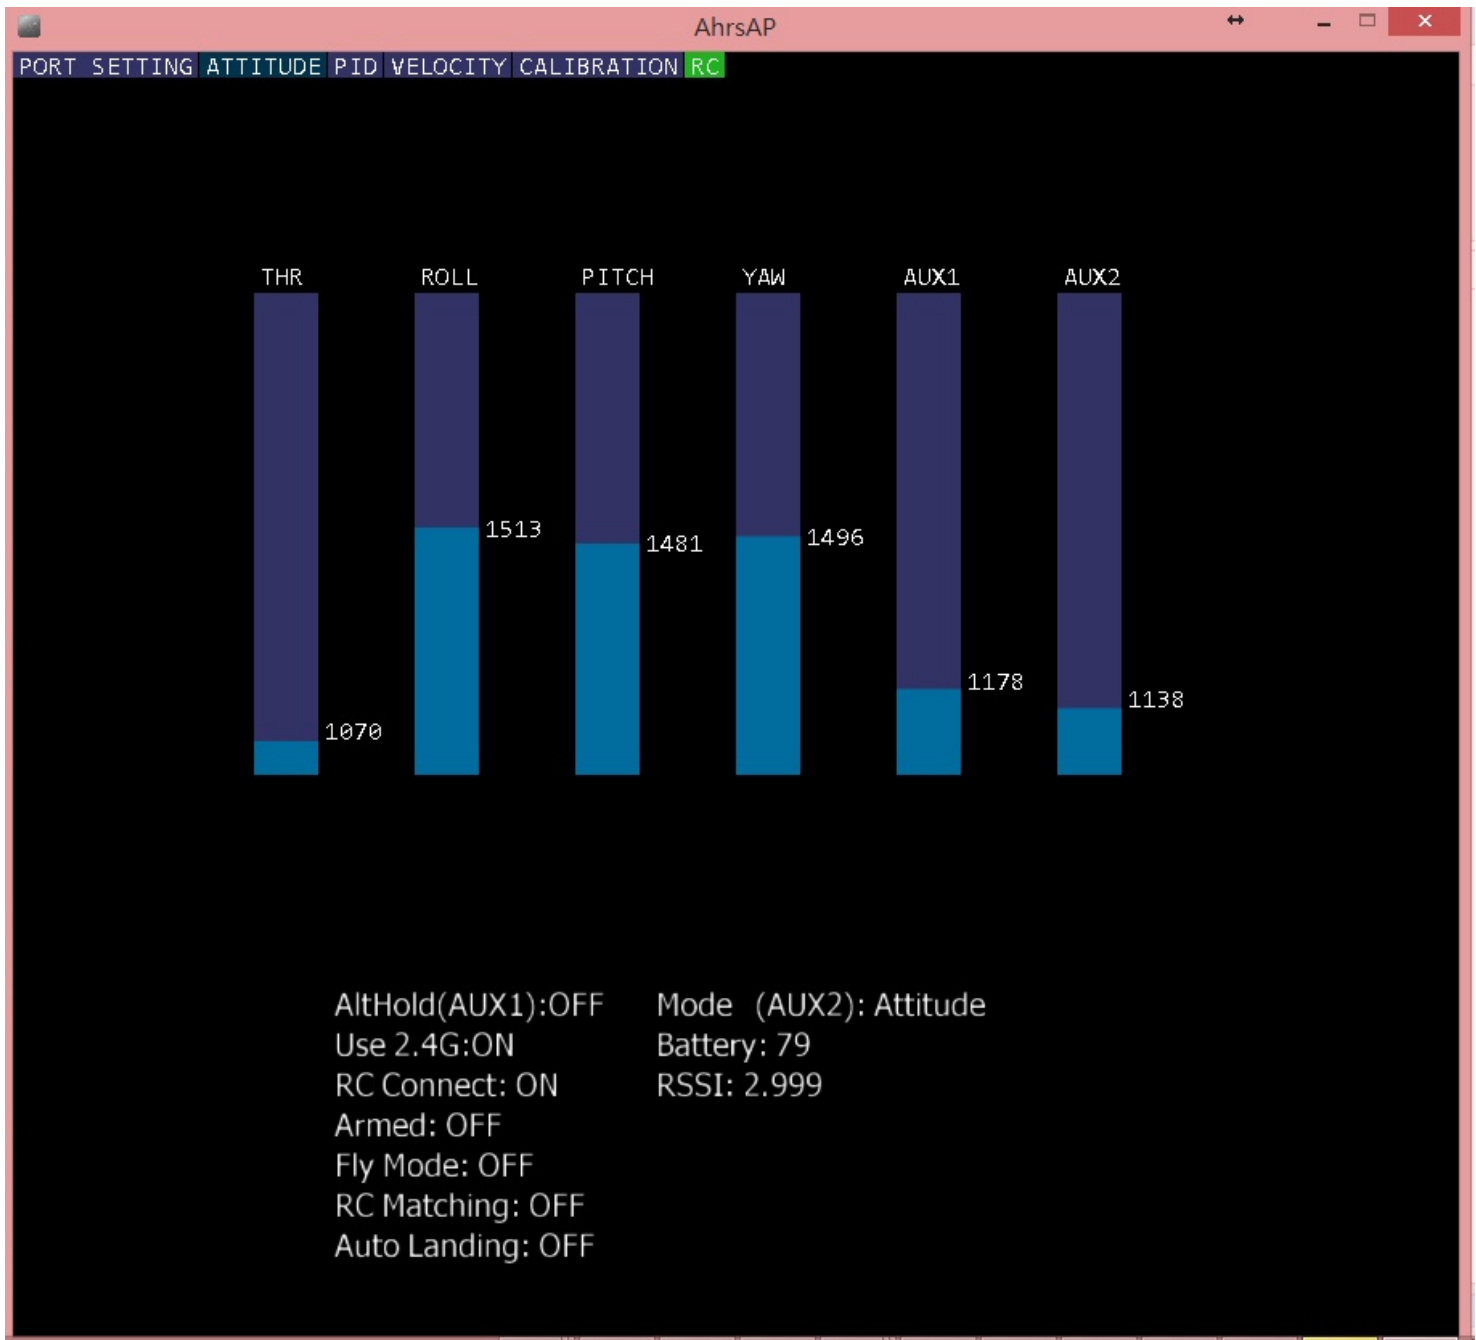 AhrsAP
PORT SETTING ATTITUDE PID VELOCITY CALIBRATION RC
THR ROLL PITCH YAW AUX1 AUX2
1513
1481
1496
1178
1138
1070
AltHold(AUX1):OFF Mode (AUX2): Attitude
Use 2.4G:ON Battery: 79
RC Connect: ON RSSI: 2.999
Armed: OFF
Fly Mode: OFF
RC Matching: OFF
Auto Landing: OFF